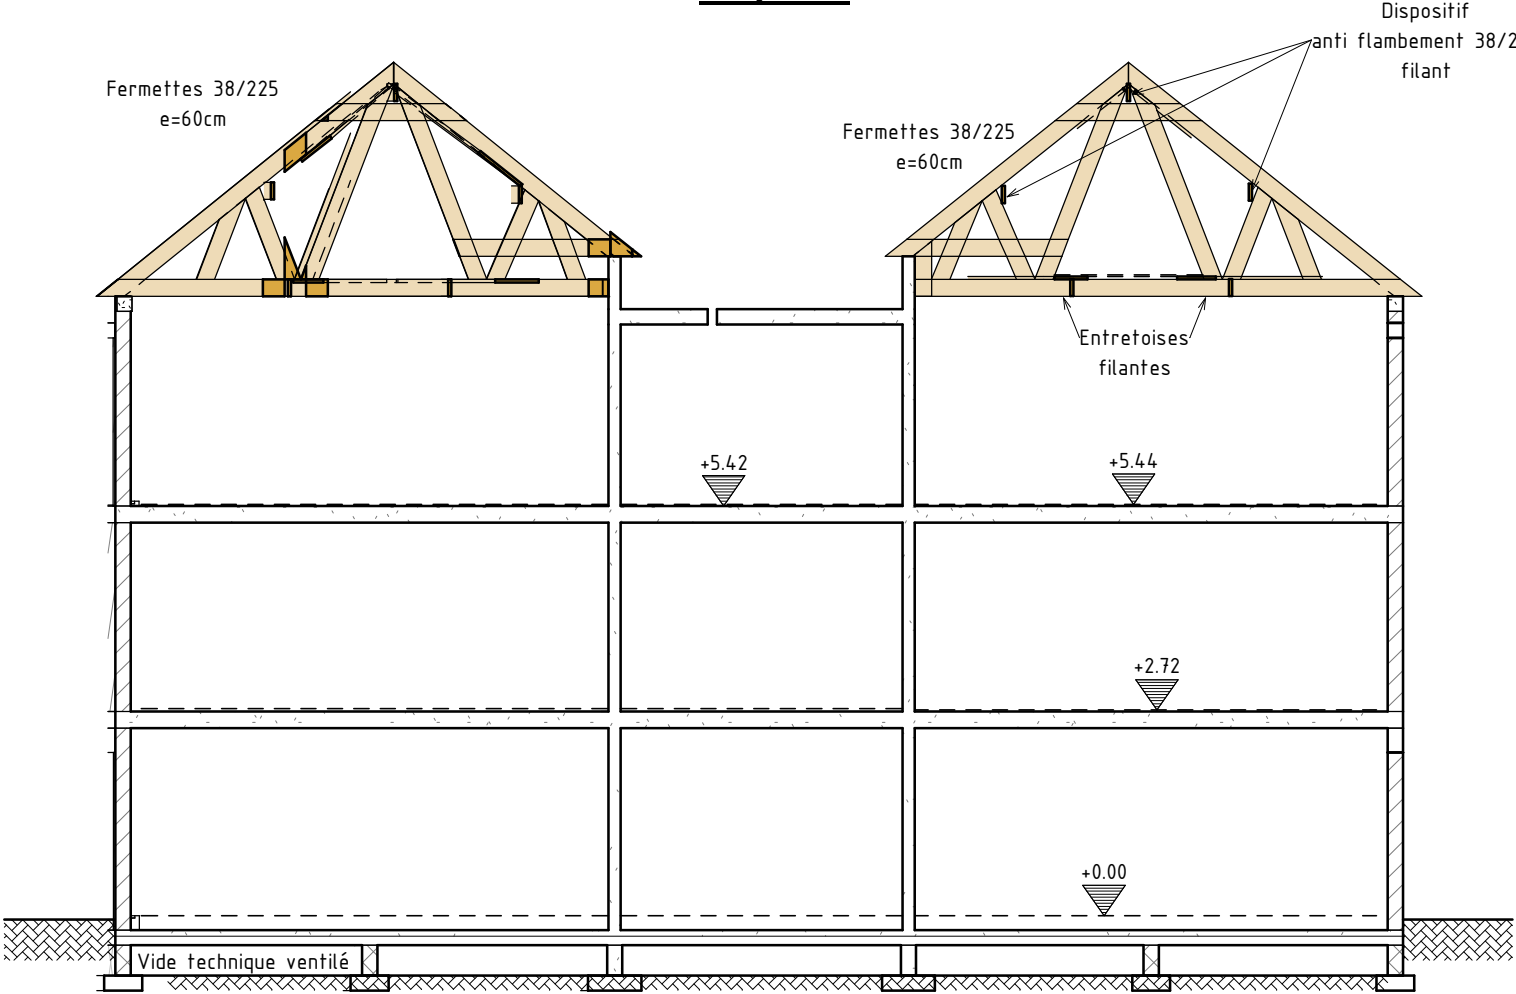 Dispositif
anti flambement 38/2
filant
Fermettes 38/225
e=60cm
Fermettes 38/225
e=60cm
Entretoises
filantes
+5.42
+5.44
+2.72
+0.00
Vide technique ventilé